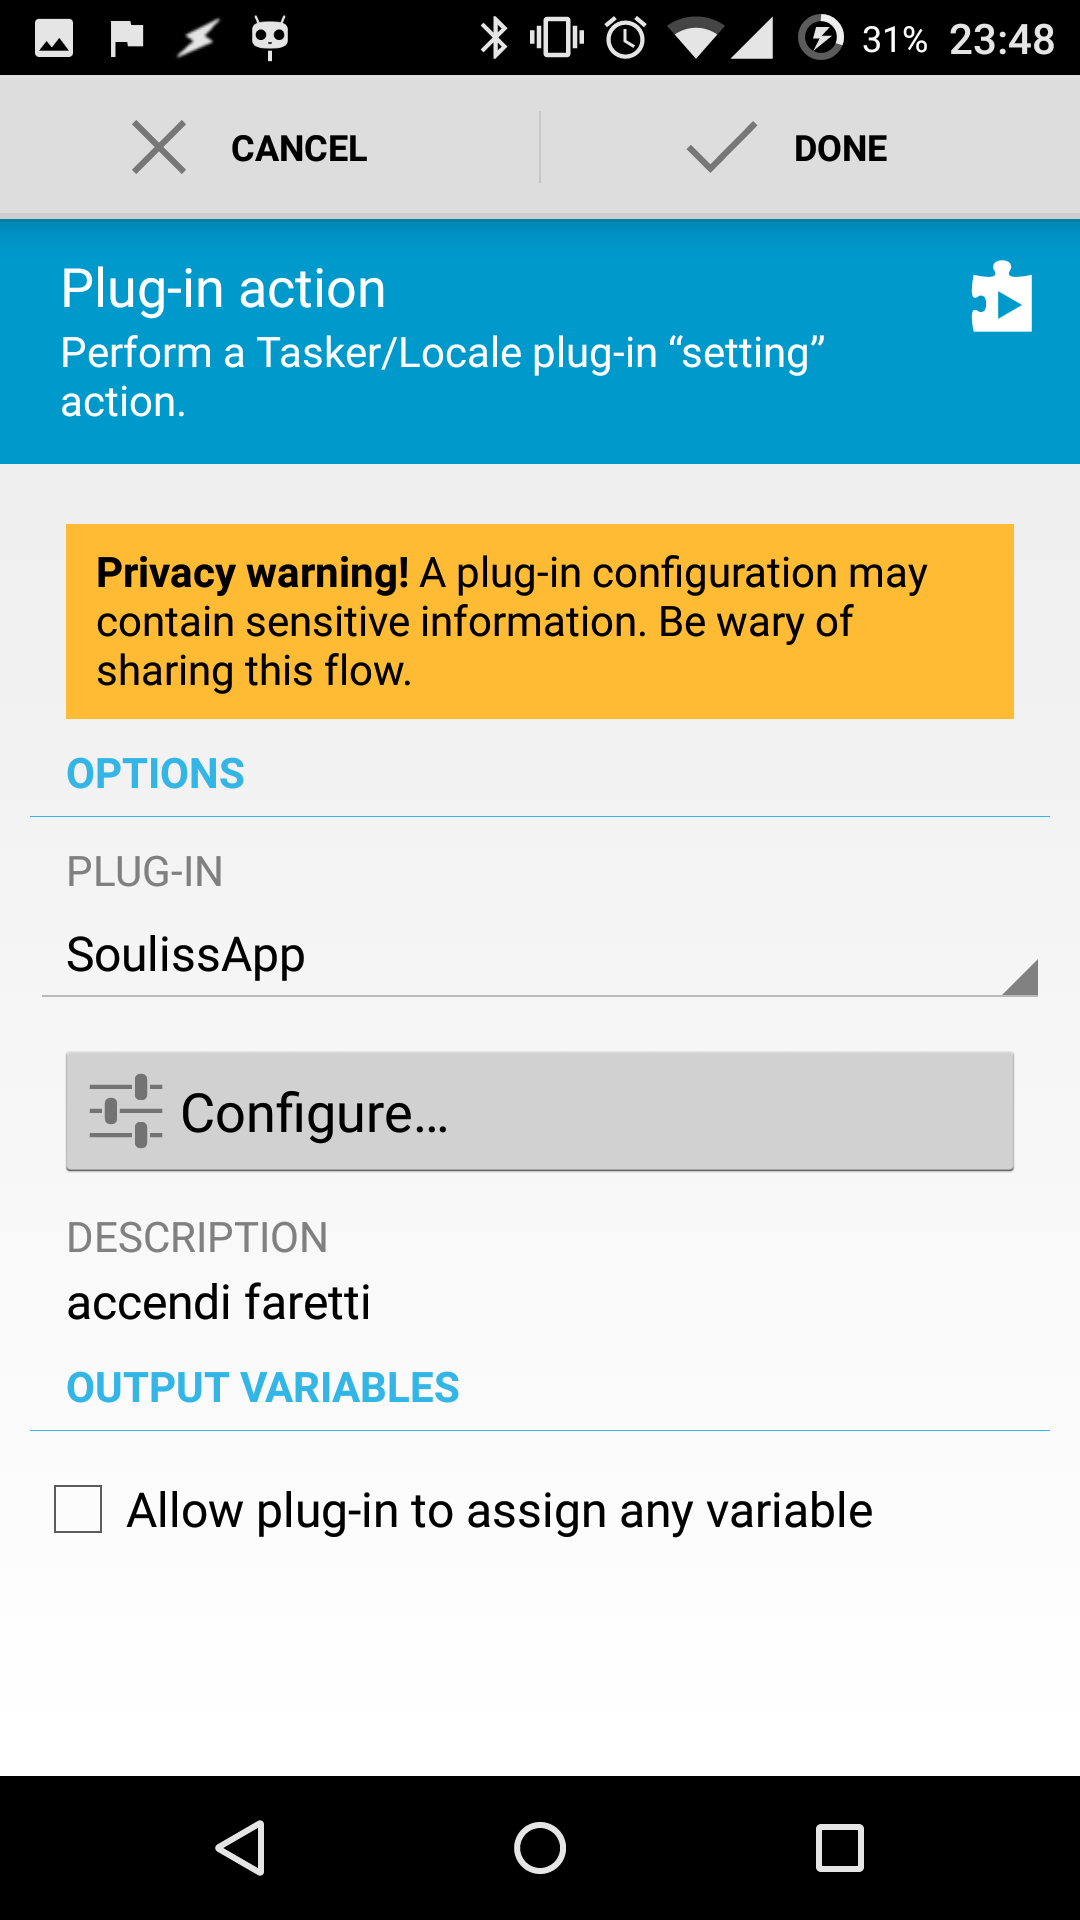 31% 23:48
CANCEL
DONE
Plug-in action
Perform a Tasker/Locale plug-in “setting”
action.
Privacy warning! A plug-in configuration may
contain sensitive information. Be wary of
sharing this flow.
OPTIONS
PLUG-IN
SoulissApp
Configure...
DESCRIPTION
accendi faretti
OUTPUT VARIABLES
Allow plug-in to assign any variable